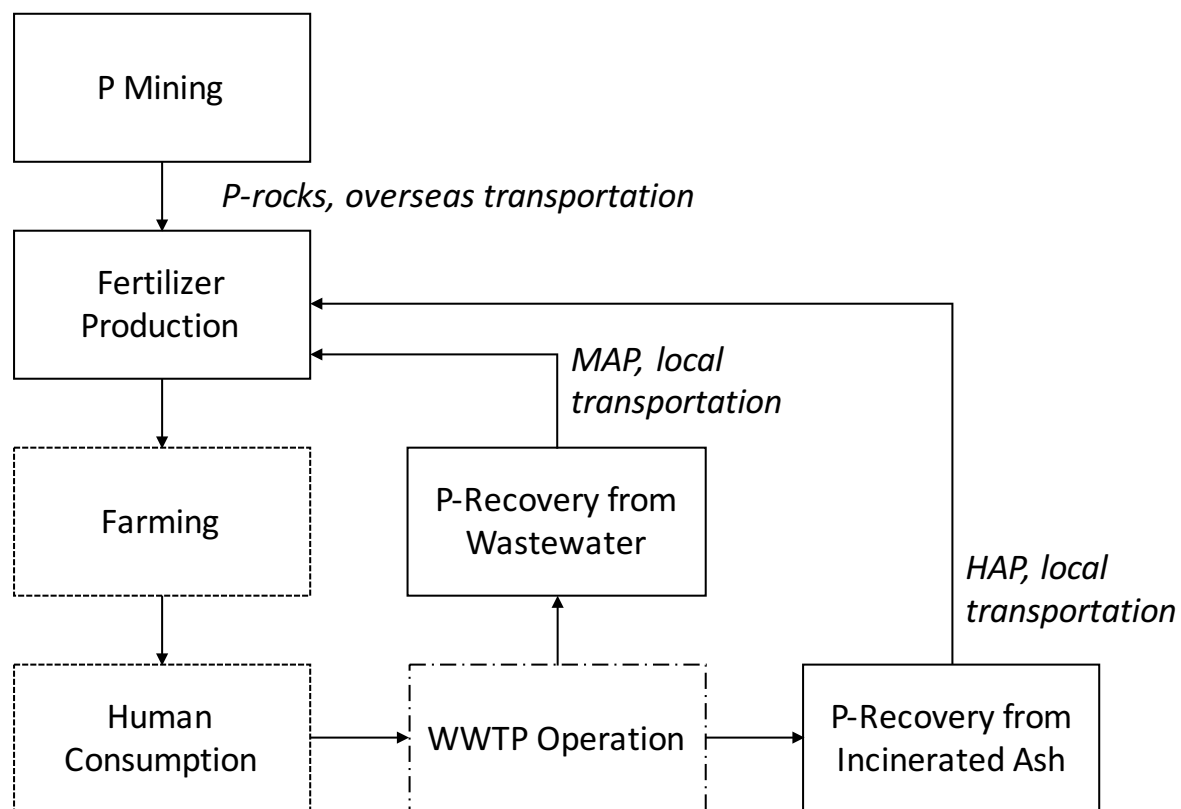 P Mining
P-rocks, overseas transportation
Fertilizer
Production
MAP, local
transportation
Farming
P-Recovery from
Wastewater
HAP, local
transportation
Human
Consumption
WWTP Operation
P-Recovery from
Incinerated Ash